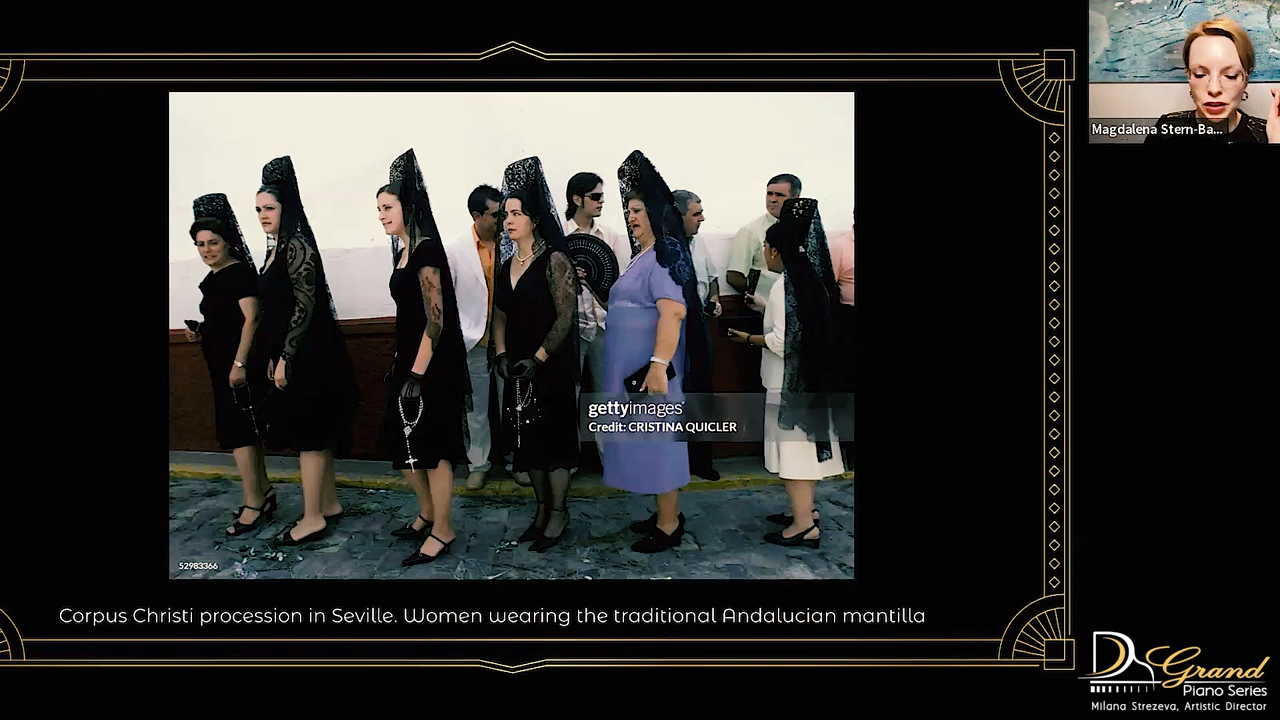 Magdalena Stern-Ba...
gettyimages
Credit: CRISTINA QUICLER
52983366
Corpus Christi procession in Seville. Women wearing the traditional Andalucian mantilla
DS Grand
Piano Series
Milana Strezeva, Artistic Director